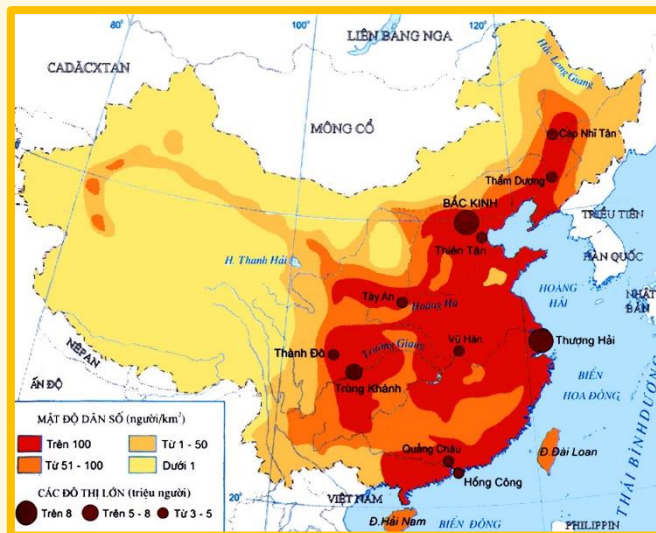 80°
100°
120°
LIÊN BANG NGA
Hắc Long Giang
CADĂCXTAN
MÔNG CỔ
Cáp Nhĩ Tân
Thẩm Dương
BẮC KINH
TRIỀU TIÊN
Thiên Tân
HÀN QUỐC
H. Thanh Hải
HOÀNG
HẢI
NHẬT
BẢN
Tây An
Hoàng Hà
NÊPAN
Thành Đô
Trường Giang
Vũ Hán
Thượng Hải
Trùng Khánh
ẤN ĐỘ
BIỂN
HOA ĐÔNG
THÁI BÌNH DƯƠNG
MẬT ĐỘ DÂN SỐ (người/km²)
Trên 100
Từ 1 - 50
Từ 51 - 100
Dưới 1
Quảng Châu
Đ.Đài Loan
Hồng Công
CÁC ĐÔ THỊ LỚN (triệu người)
Trên 8
Trên 5 - 8
Từ 3 - 5
20°
VIỆT NAM
Đ.Hải Nam
BIỂN ĐÔNG
PHILIPPIN